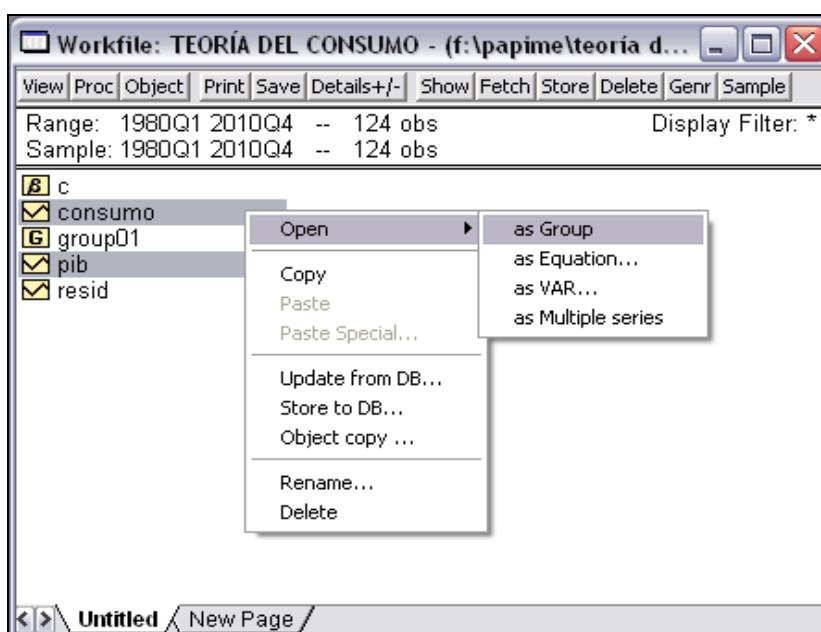 Workfile: TEORÍA DEL CONSUMO - (f:\papime\teoría d...
View Proc Object Print Save Details+/- Show Fetch Store Delete Genr Sample
Range: 1980Q1 2010Q4 -- 124 obs Display Filter: *
Sample: 1980Q1 2010Q4 -- 124 obs
β c
consumo
G group01
pib
resid
Open
Copy
Paste
Paste Special...
Update from DB...
Store to DB...
Object copy ...
Rename...
Delete
as Group
as Equation...
as VAR...
as Multiple series
Untitled New Page